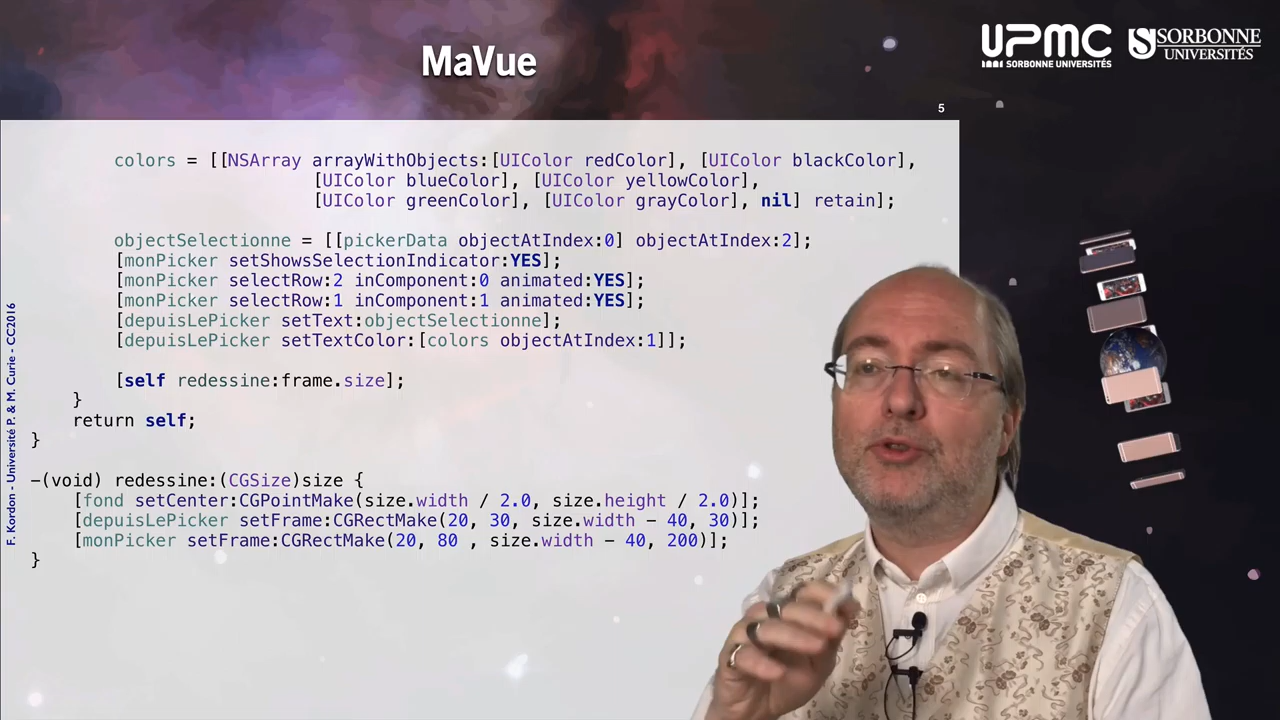 MaVue
UPMC
SORBONNE UNIVERSITÉS
SORBONNE
UNIVERSITÉS
5
colors = [[NSArray arrayWithObjects:[UIColor redColor], [UIColor blackColor],
[UIColor blueColor], [UIColor yellowColor],
[UIColor greenColor], [UIColor grayColor], nil] retain];
objectSelectionne = [[pickerData objectAtIndex:0] objectAtIndex:2];
[monPicker setShowsSelectionIndicator:YES];
[monPicker selectRow:2 inComponent:0 animated:YES];
[monPicker selectRow:1 inComponent:1 animated:YES];
[depuisLePicker setText:objectSelectionne];
[depuisLePicker setTextColor:[colors objectAtIndex:1]];
[self redessine:frame.size];
}
return self;
}
-(void) redessine:(CGSize)size {
[fond setCenter:CGPointMake(size.width / 2.0, size.height / 2.0)];
[depuisLePicker setFrame:CGRectMake(20, 30, size.width - 40, 30)];
[monPicker setFrame:CGRectMake(20, 80 , size.width - 40, 200)];
}
F. Kordon - Université P. & M. Curie - CC2016